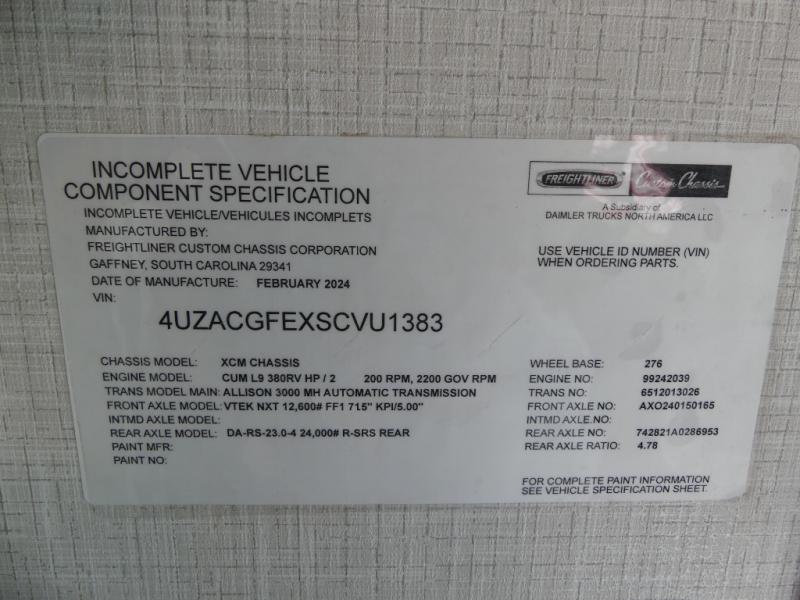 INCOMPLETE VEHICLE
COMPONENT SPECIFICATION
INCOMPLETE VEHICLE/VEHICULES INCOMPLETS
MANUFACTURED BY:
FREIGHTLINER CUSTOM CHASSIS CORPORATION
GAFFNEY, SOUTH CAROLINA 29341
DATE OF MANUFACTURE: FEBRUARY 2024
VIN:
4UZACGFEXSCVU1383
FREIGHTLINER Custom Chassis
A Subsidiary of
DAIMLER TRUCKS NORTH AMERICA LLC
USE VEHICLE ID NUMBER (VIN)
WHEN ORDERING PARTS.
CHASSIS MODEL: XCM CHASSIS
ENGINE MODEL: CUM L9 380RV HP / 2 200 RPM, 2200 GOV RPM
TRANS MODEL MAIN: ALLISON 3000 MH AUTOMATIC TRANSMISSION
FRONT AXLE MODEL: VTEK NXT 12,600# FF1 71.5" KPI/5.00"
INTMD AXLE MODEL:
REAR AXLE MODEL: DA-RS-23.0-4 24,000# R-SRS REAR
PAINT MFR:
PAINT NO:
WHEEL BASE: 276
ENGINE NO: 99242039
TRANS NO: 6512013026
FRONT AXLE NO: AXO240150165
INTMD AXLE NO:
REAR AXLE NO: 742821A0286953
REAR AXLE RATIO: 4.78
FOR COMPLETE PAINT INFORMATION
SEE VEHICLE SPECIFICATION SHEET.